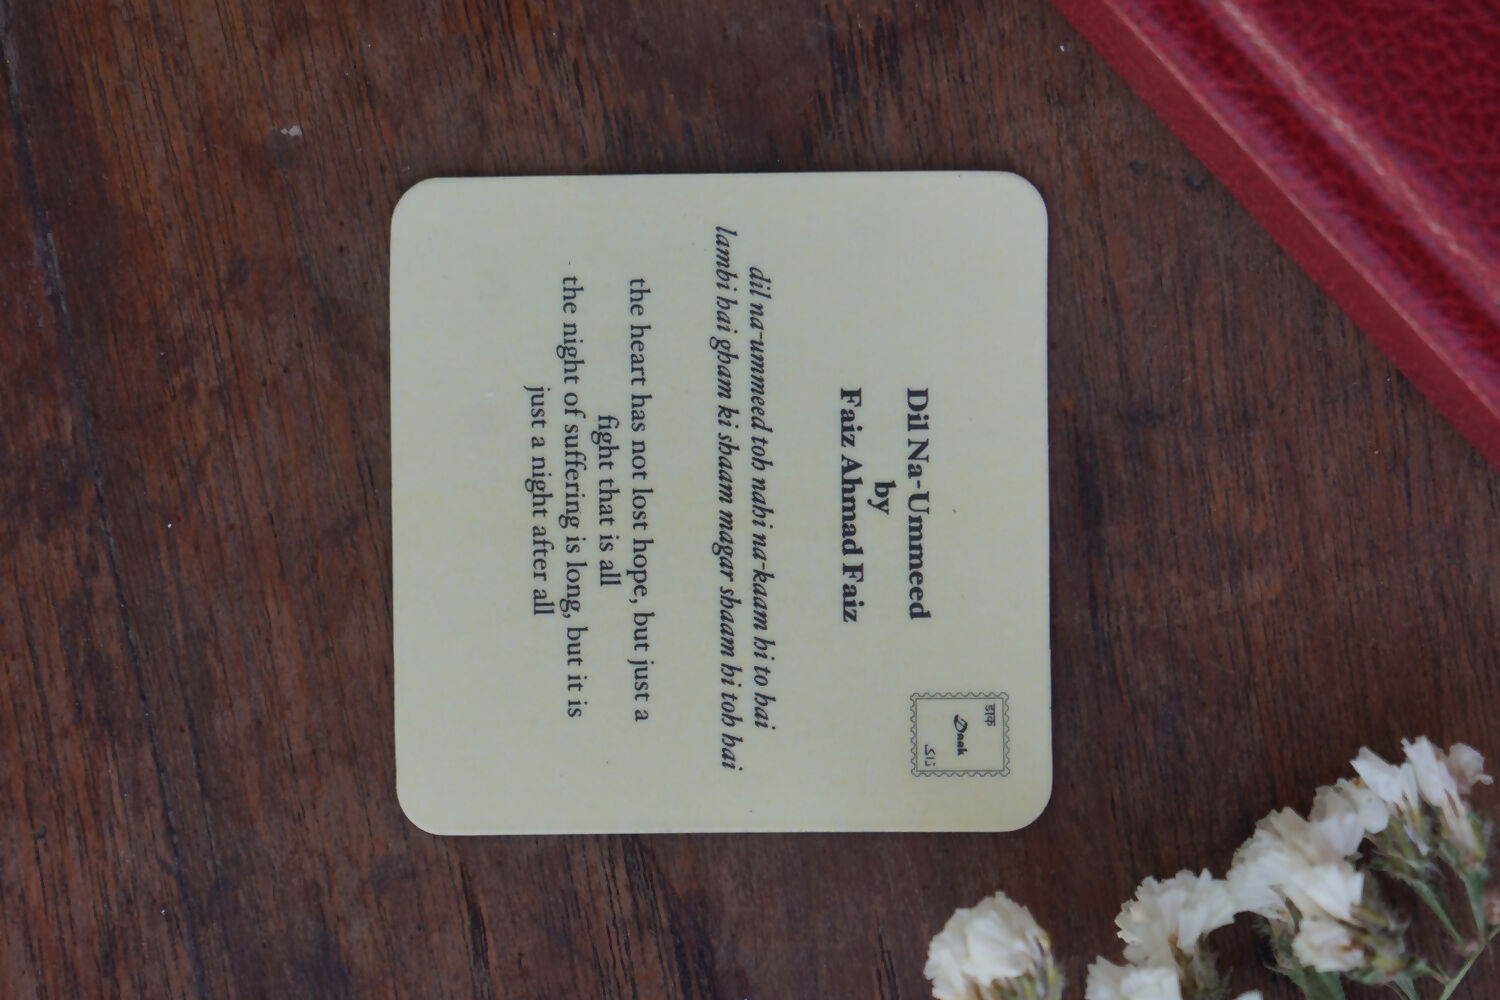 Dil Na-Ummeed
by
Faiz Ahmad Faiz
डाक
Daak
ڈاک
dil na-ummeed toh nahi na-kaam hi to hai
lambi hai gham ki shaam magar shaam hi toh hai
the heart has not lost hope, but just a
fight that is all
the night of suffering is long, but it is
just a night after all